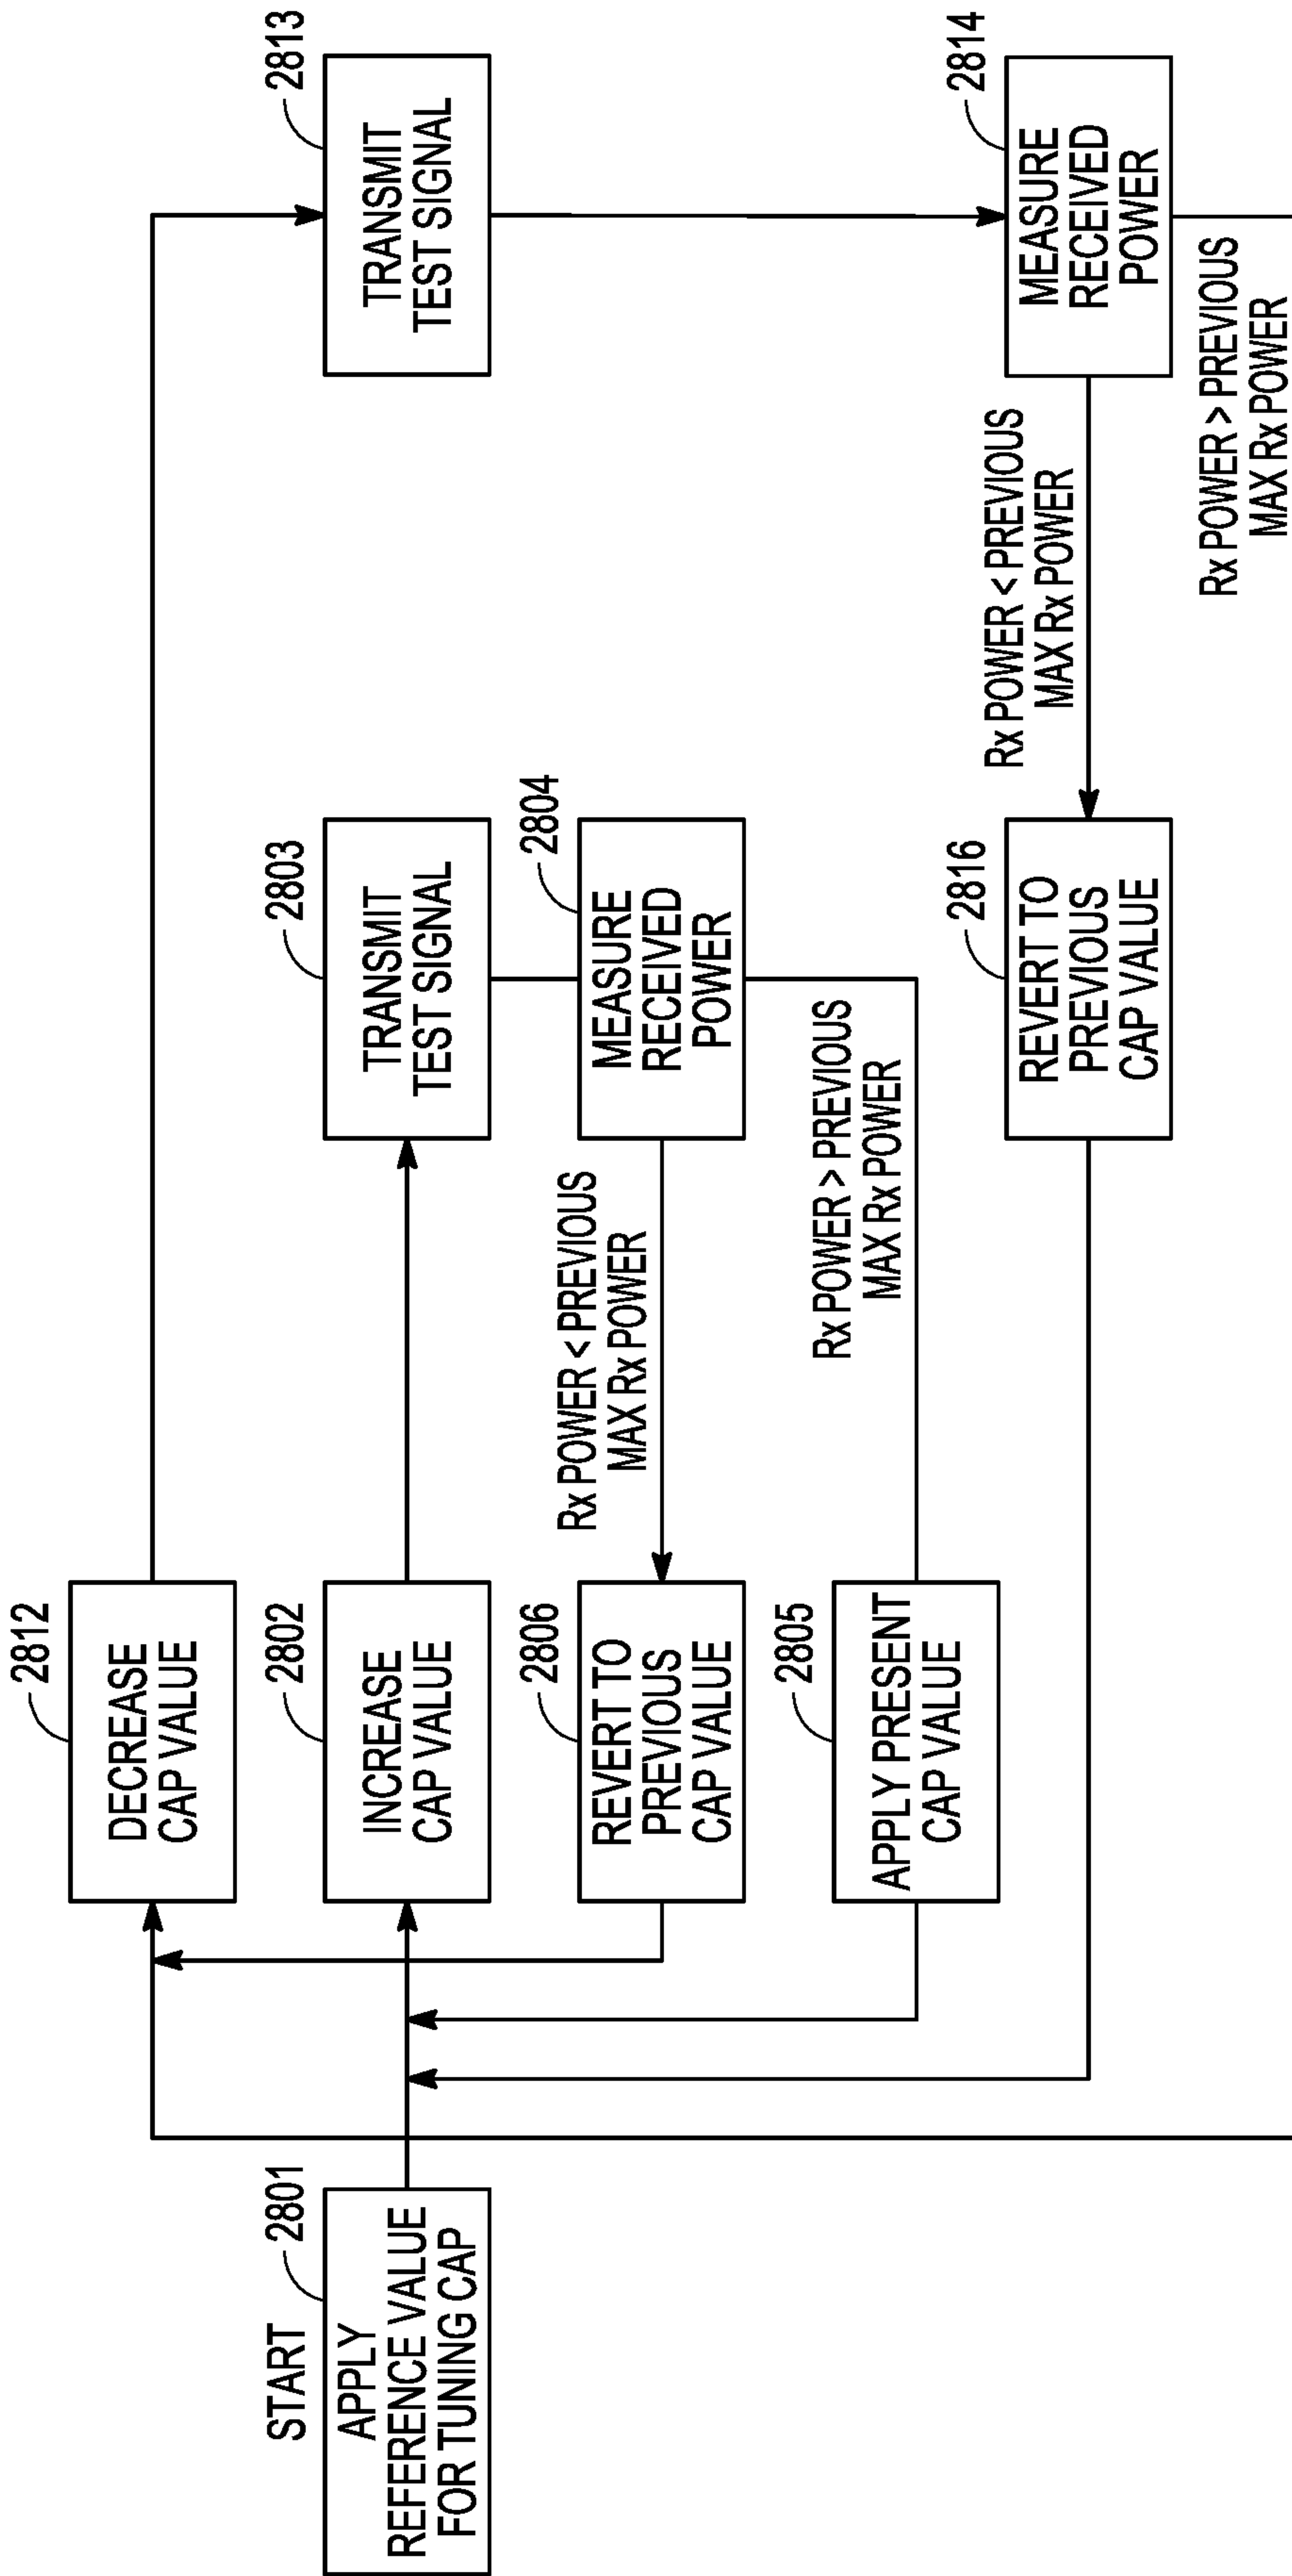 START
2801
APPLY
REFERENCE VALUE
FOR TUNING CAP
2812
DECREASE
CAP VALUE
2802
INCREASE
CAP VALUE
2806
REVERT TO
PREVIOUS
CAP VALUE
2805
APPLY PRESENT
CAP VALUE
Rx POWER < PREVIOUS
MAX Rx POWER
Rx POWER > PREVIOUS
MAX Rx POWER
2803
TRANSMIT
TEST SIGNAL
2804
MEASURE
RECEIVED
POWER
2816
REVERT TO
PREVIOUS
CAP VALUE
Rx POWER < PREVIOUS
MAX Rx POWER
2813
TRANSMIT
TEST SIGNAL
2814
MEASURE
RECEIVED
POWER
Rx POWER > PREVIOUS
MAX Rx POWER